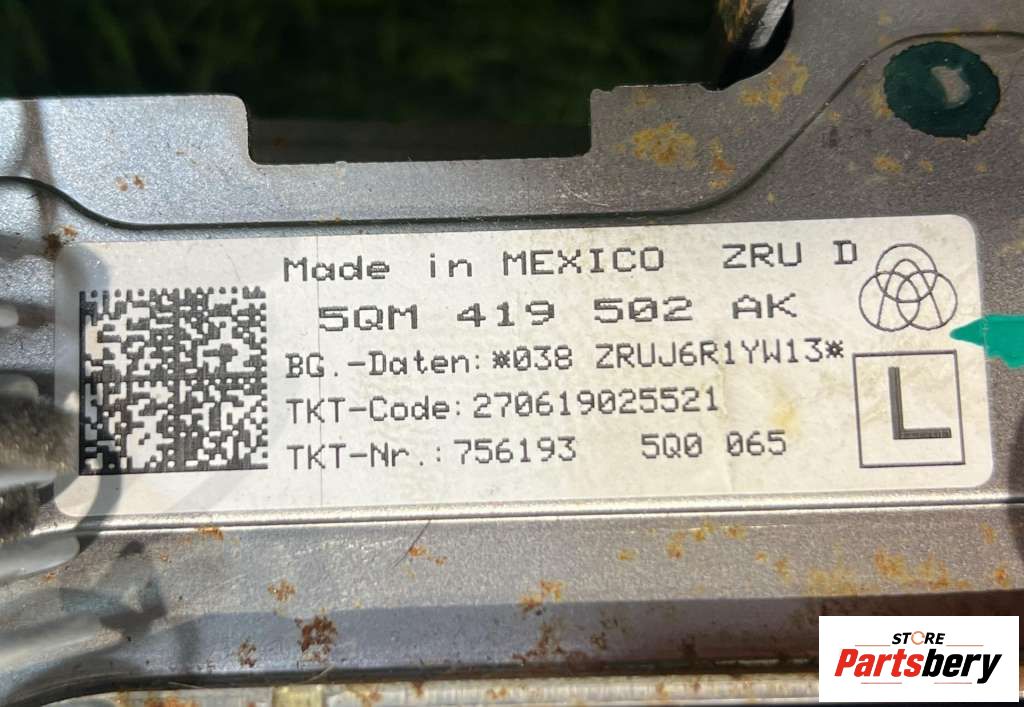 Made in MEXICO ZRU D
5QM 419 502 AK
BG.-Daten:*038 ZRUJ6R1YW13*
TKT-Code:270619025521
TKT-Nr.:756193 5Q0 065
L
STORE
Partsbery